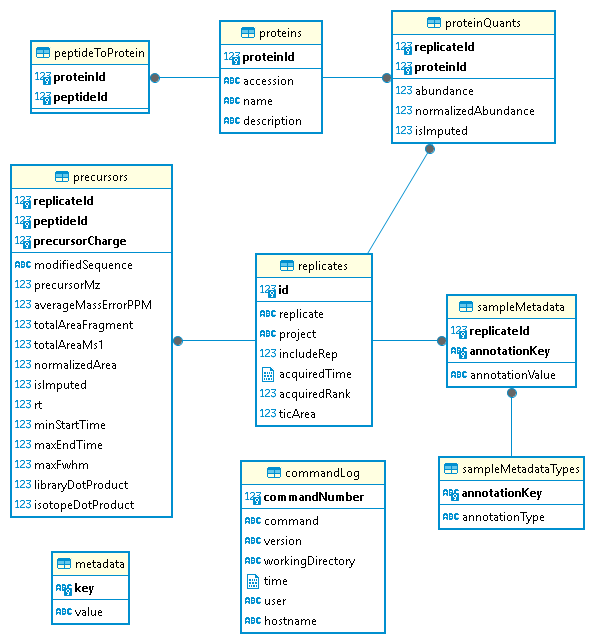 peptideToProtein
123 proteinId
123 peptideId
proteins
123 proteinId
ABC accession
ABC name
ABC description
proteinQuants
123 replicateId
123 proteinId
123 abundance
123 normalizedAbundance
123 isImputed
precursors
123 replicateId
123 peptideId
123 precursorCharge
ABC modifiedSequence
123 precursorMz
123 averageMassErrorPPM
123 totalAreaFragment
123 totalAreaMs1
123 normalizedArea
123 isImputed
123 rt
123 minStartTime
123 maxEndTime
123 maxFwhm
123 libraryDotProduct
123 isotopeDotProduct
replicates
123 id
ABC replicate
ABC project
123 includeRep
acquiredTime
123 acquiredRank
123 ticArea
sampleMetadata
123 replicateId
ABC annotationKey
ABC annotationValue
sampleMetadataTypes
ABC annotationKey
ABC annotationType
commandLog
123 commandNumber
ABC command
ABC version
ABC workingDirectory
time
ABC user
ABC hostname
metadata
ABC key
ABC value